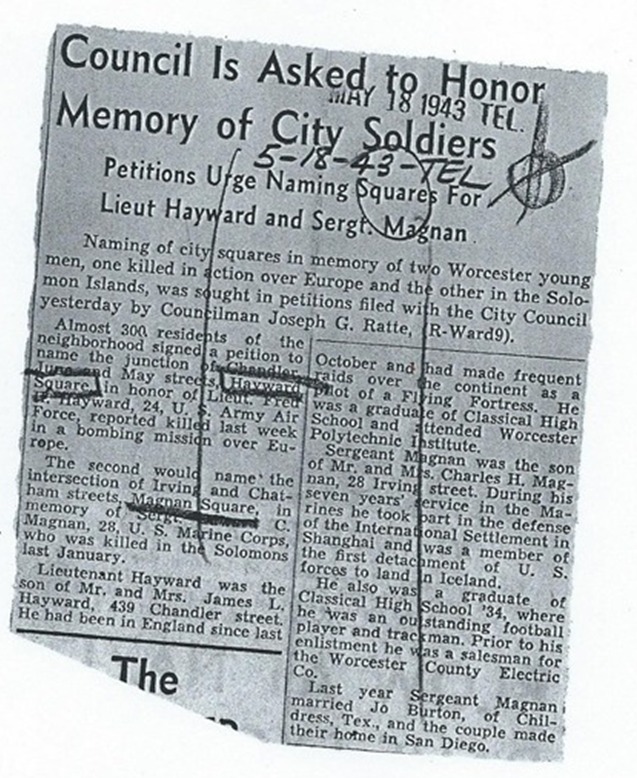 Council Is Asked to Honor
MAY 18 1943 TEL.
Memory of City Soldiers
5-18-43-TEL
Petitions Urge Naming Squares For
Lieut Hayward and Sergt. Magnan
Naming of city squares in memory of two Worcester young
men, one killed in action over Europe and the other in the Solo-
mon Islands, was sought in petitions filed with the City Council
yesterday by Councilman Joseph G. Ratte, (R-Ward9).
Almost 300 residents of the
neighborhood signed a peition to
name the junction of Chandler,
June and May streets, Hayward
Square, in honor of Lieut. Fred
Hayward, 24, U. S. Army Air
Force, reported killed last week
in a bombing mission over Eu-
rope.
The second would name the
intersection of Irving and Chat-
ham streets, Magnan Square, in
memory of Sergt. C.
Magnan, 28, U. S. Marine Corps,
who was killed in the Solomons
last January.
Lieutenant Hayward was the
son of Mr. and Mrs. James L.
Hayward, 439 Chandler street.
He had been in England since last
October and had made frequent
raids over the continent as a
pilot of a Flying Fortress. He
was a graduate of Classical High
School and attended Worcester
Polytechnic Institute.
Sergeant Magnan was the son
of Mr. and Mrs. Charles H. Mag-
nan, 28 Irving street. During his
seven years' service in the Ma-
rines he took part in the defense
of the International Settlement in
Shanghai and was a member of
the first detachment of U. S.
forces to land in Iceland.
He also was a graduate of
Classical High School '34, where
he was an outstanding football
player and trackman. Prior to his
enlistment he was a salesman for
the Worcester County Electric
Co.
Last year Sergeant Magnan
married Jo Burton, of Chil-
dress, Tex., and the couple made
their home in San Diego.
The